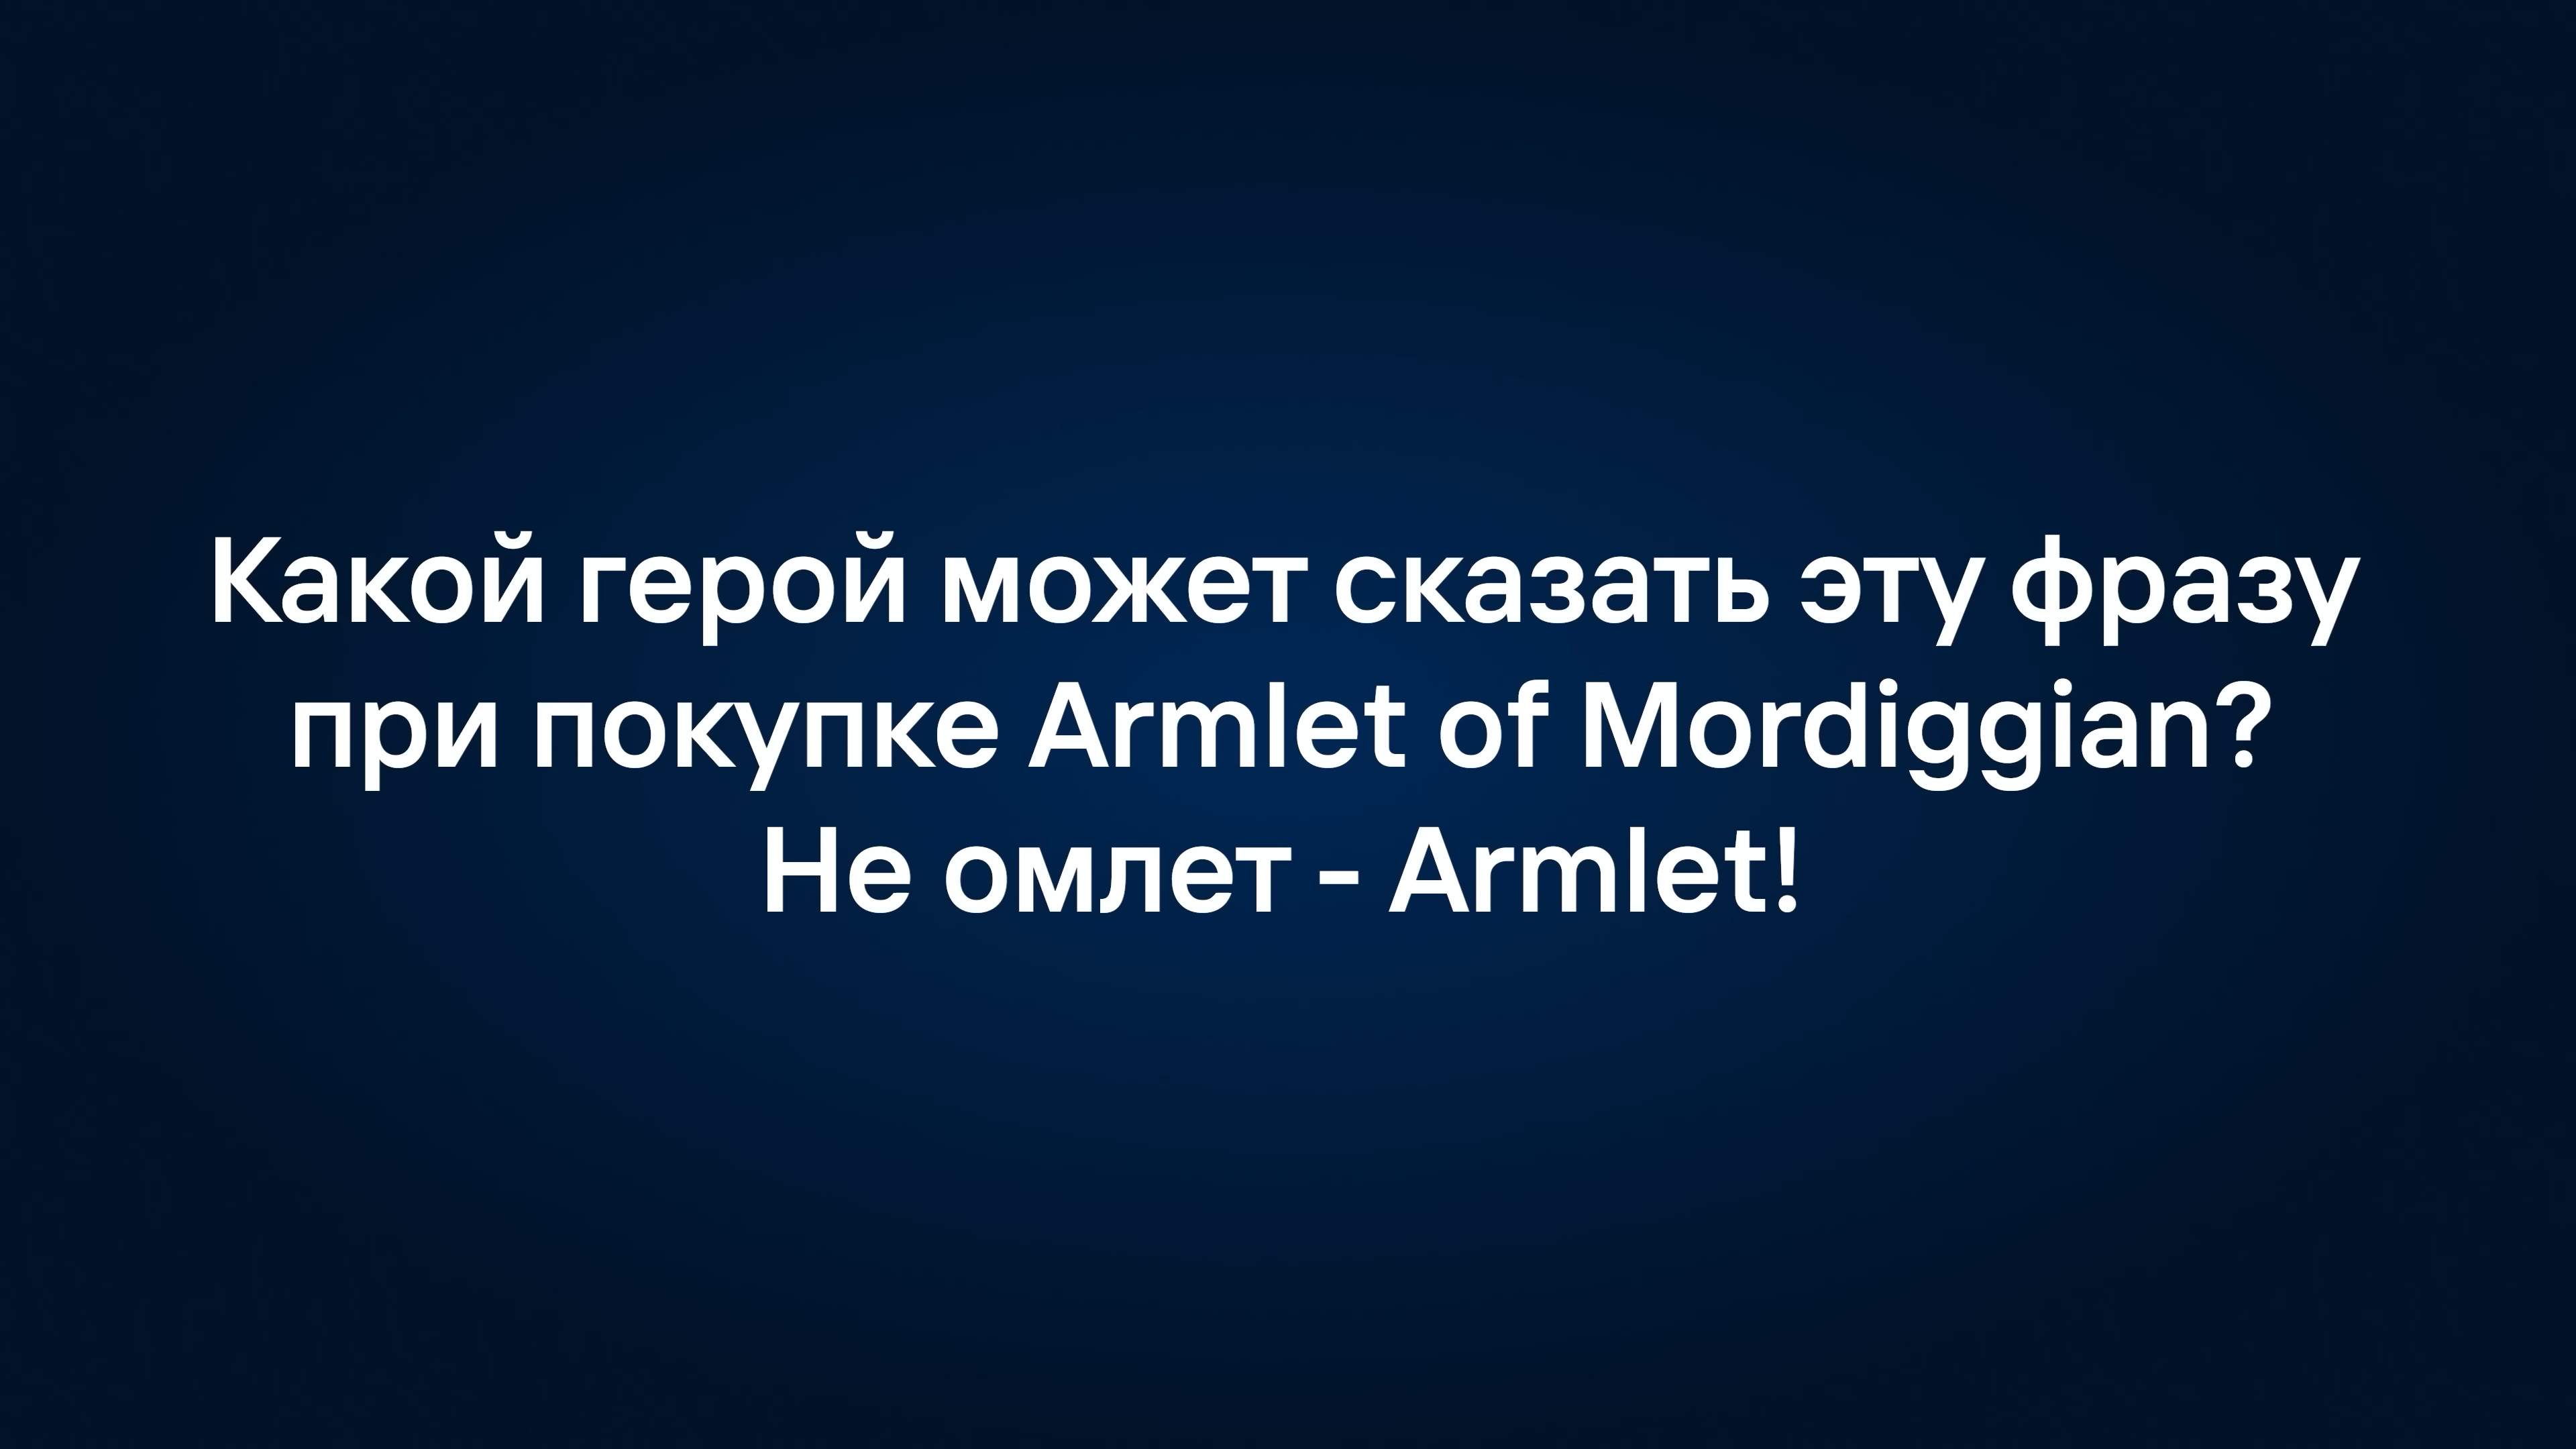 Какой герой может сказать эту фразу
при покупке Armlet of Mordiggian?
Не омлет - Armlet!